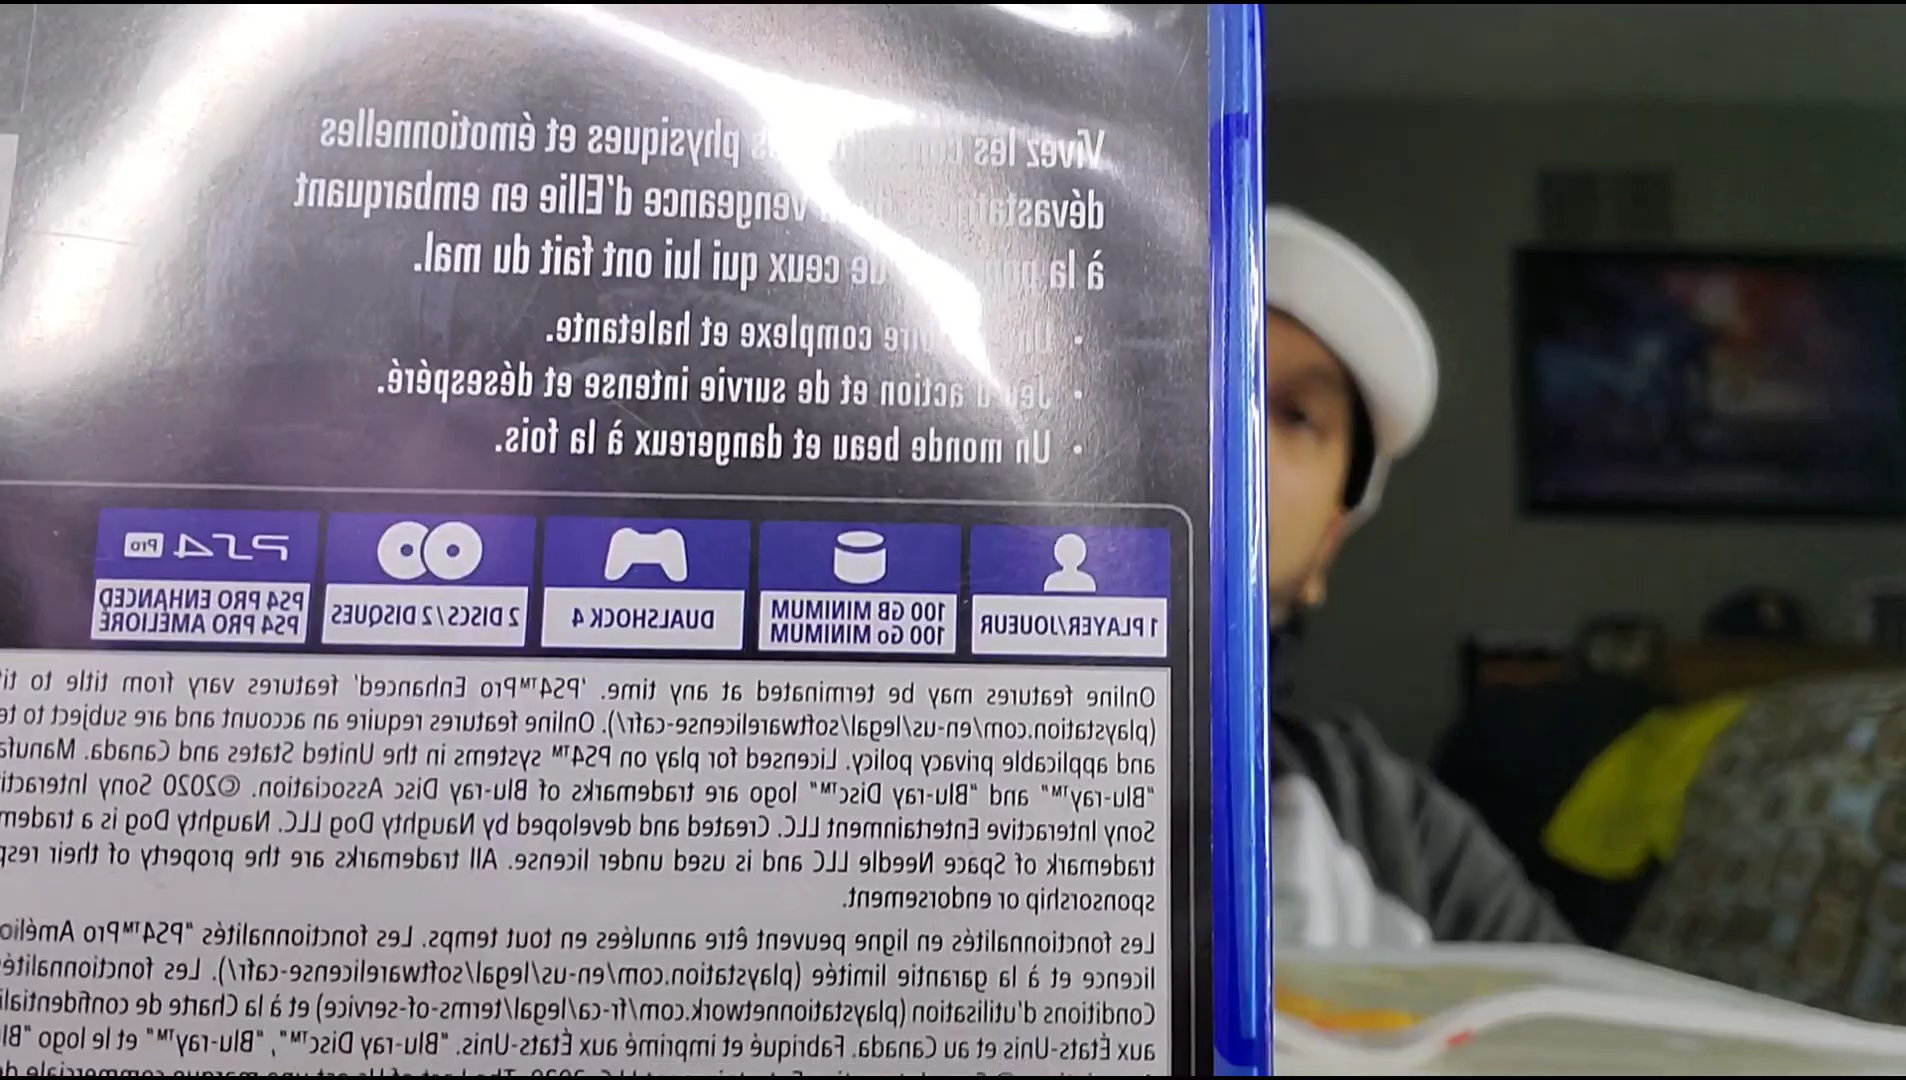 Vivez les physiques et émotionnelles
vengeance d'Ellie en embarquant
à la de ceux qui lui ont fait du mal.
• complexe et haletante.
• Jeu d'action et de survie intense et désespéré.
• Un monde beau et dangereux à la fois.
1 PLAYER/JOUEUR
100 GB MINIMUM
100 Go MINIMUM
DUALSHOCK 4
2 DISCS/2 DISQUES
PS4 Pro
PS4 PRO ENHANCED
PS4 PRO AMÉLIORÉ
Online features may be terminated at any time. 'PS4™Pro Enhanced' features vary from title to
(playstation.com/en-us/legal/softwarelicense-cafr/). Online features require an account and are subject to
and applicable privacy policy. Licensed for play on PS4™ systems in the United States and Canada.
"Blu-ray™" and "Blu-ray Disc™" logo are trademarks of Blu-ray Disc Association. ©2020 Sony
Sony Interactive Entertainment LLC. Created and developed by Naughty Dog LLC. Naughty Dog is a
trademark of Space Needle LLC and is used under license. All trademarks are the property of their
sponsorship or endorsement.
Les fonctionnalités en ligne peuvent être annulées en tout temps. Les fonctionnalités "PS4™Pro
licence et à la garantie limitée (playstation.com/en-us/legal/softwarelicense-cafr/). Les
Conditions d'utilisation (playstationnetwork.com/fr-ca/legal/terms-of-service) et à la Charte de
aux États-Unis et au Canada. Fabriqué et imprimé aux États-Unis. "Blu-ray Disc™", "Blu-ray™" et le logo